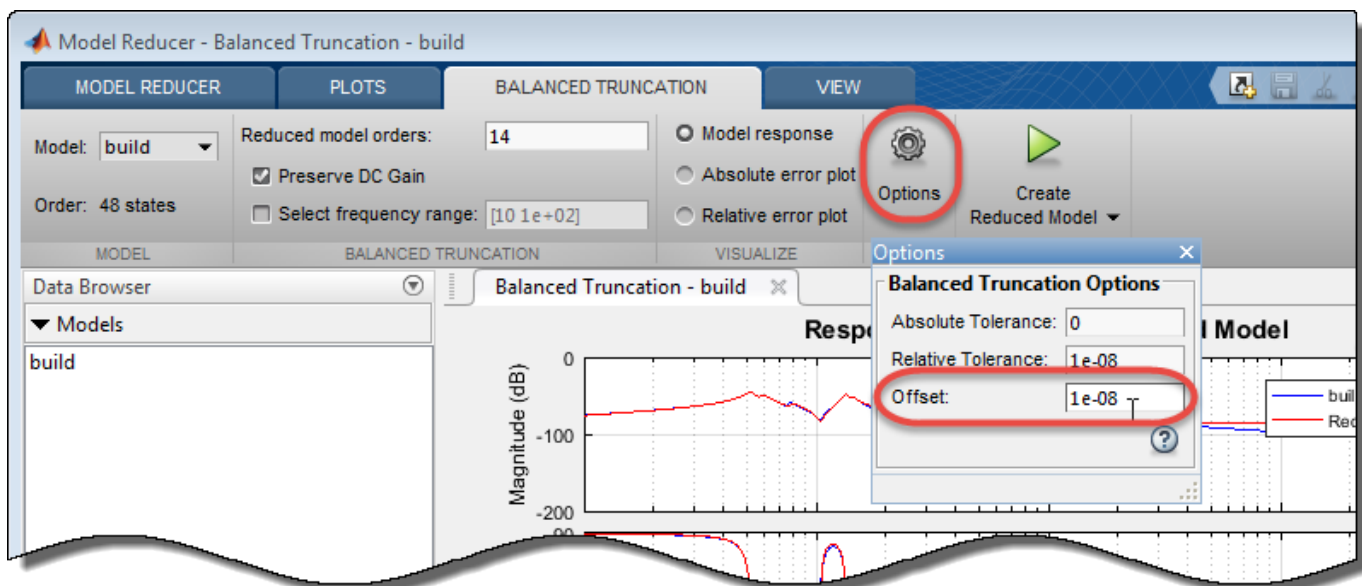 Model Reducer - Balanced Truncation - build
MODEL REDUCER PLOTS BALANCED TRUNCATION VIEW
Model: build
Order: 48 states
MODEL
Reduced model orders: 14
Preserve DC Gain
Select frequency range: [10 1e+02]
BALANCED TRUNCATION
Model response
Absolute error plot
Relative error plot
VISUALIZE
Options
Create
Reduced Model
Data Browser
Models
build
Balanced Truncation - build
Options
Balanced Truncation Options
Absolute Tolerance: 0
Relative Tolerance: 1e-08
Offset: 1e-08
?
Resp
l Model
Magnitude (dB)
0
-100
-200
90
buil
Red